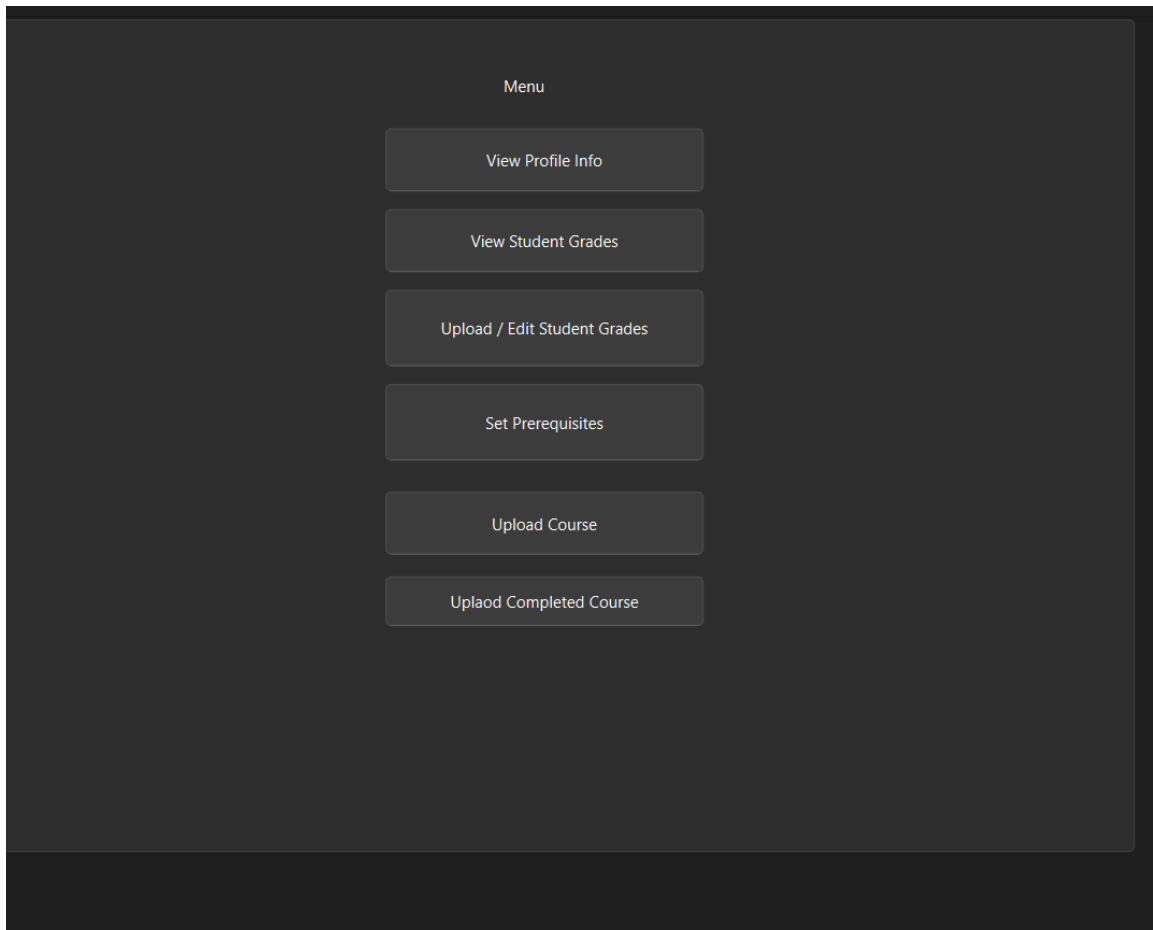 Menu
View Profile Info
View Student Grades
Upload / Edit Student Grades
Set Prerequisites
Upload Course
Uplaod Completed Course